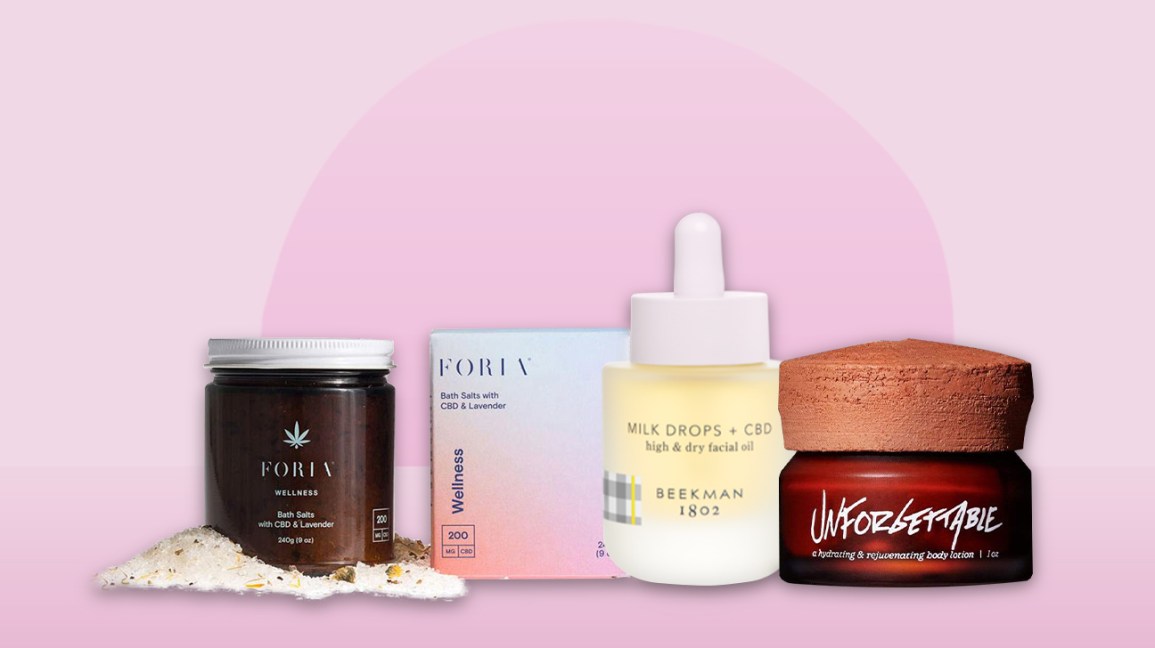 FORIA
WELLNESS
Bath Salts
with CBD & Lavender
240g (9 oz)
200
MG CBD
FORIA
Bath Salts with
CBD & Lavender
Wellness
200
MG CBD
MILK DROPS + CBD
high & dry facial oil
BEEKMAN
1802
UNFORGETTABLE
a hydrating & rejuvenating body lotion | 1oz